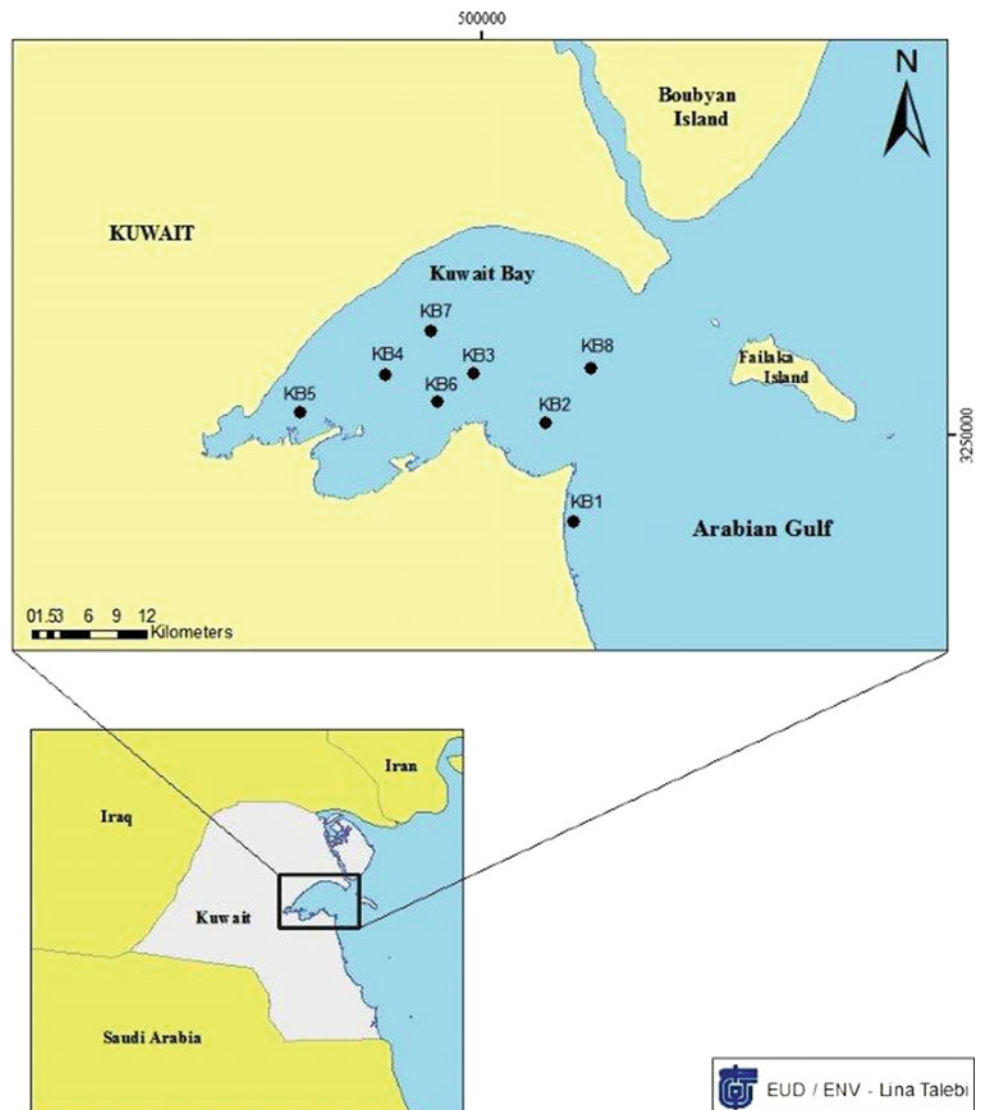 500000
N
Boubyan
Island
KUWAIT
Kuwait Bay
KB7
KB4
KB3
KB8
KB6
KB5
KB2
Failaka
Island
3250000
KB1
Arabian Gulf
01.53 6 9 12
Kilometers
Iran
Iraq
Kuwait
Saudi Arabia
EUD / ENV - Lina Talebi